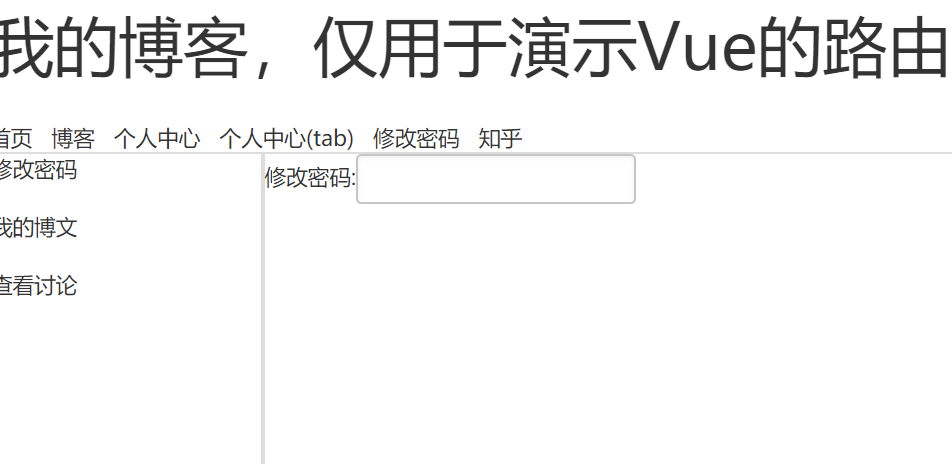 我的博客，仅用于演示Vue的路由
首页 博客 个人中心 个人中心(tab) 修改密码 知乎
修改密码
修改密码:
我的博文
查看讨论